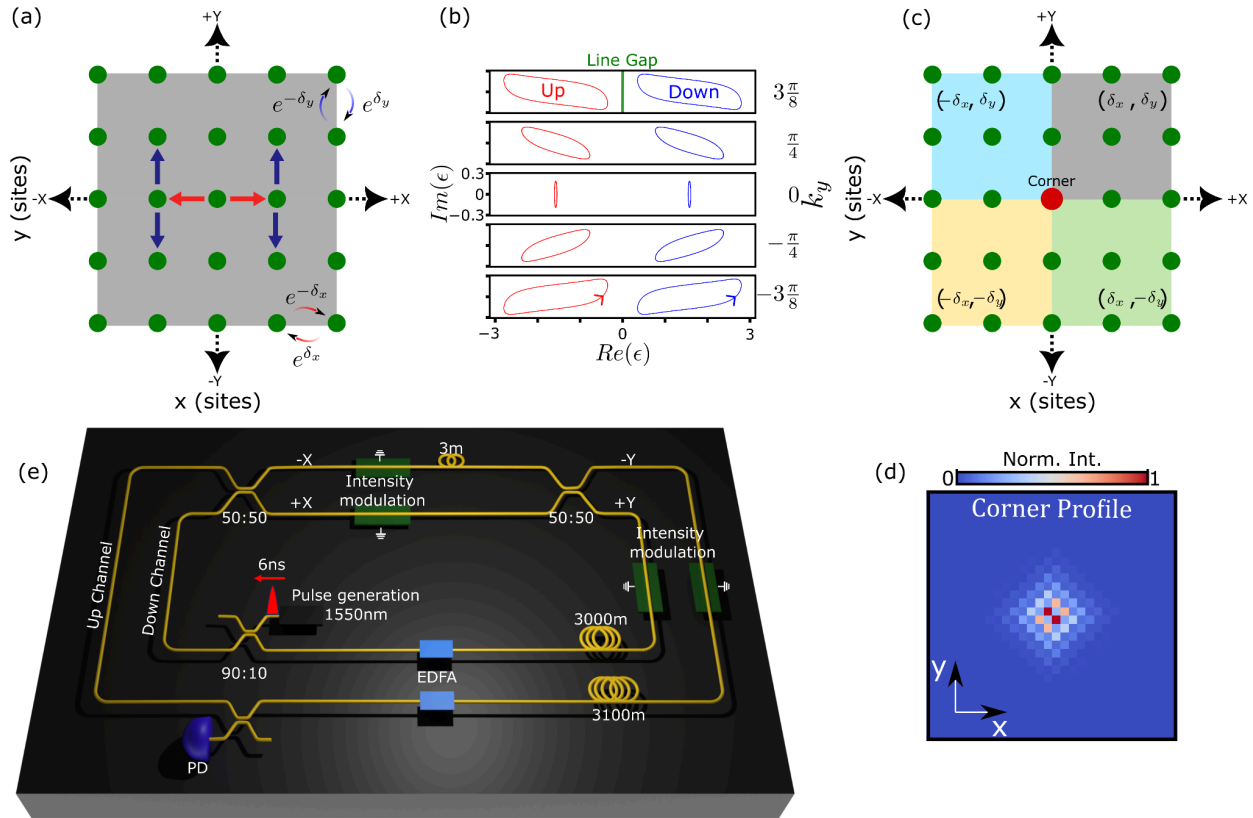 (a)
+Y
e^{-δ_y}
e^{δ_y}
-X
+X
y (sites)
e^{-δ_x}
e^{δ_x}
-Y
x (sites)
(b)
Line Gap
Up
Down
3 π/8
π/4
0.3
0
-0.3
Im(ϵ)
0
k_y
-π/4
-3 π/8
-3
0
3
Re(ϵ)
(c)
+Y
(-δ_x, δ_y)
(δ_x, δ_y)
Corner
-X
+X
y (sites)
(-δ_x,-δ_y)
(δ_x,-δ_y)
-Y
x (sites)
(e)
-X
3m
-Y
Intensity
modulation
+X
+Y
50:50
50:50
Intensity
modulation
Up Channel
Down Channel
6ns
Pulse generation
1550nm
3000m
90:10
EDFA
3100m
PD
(d)
Norm. Int.
0
1
Corner Profile
y
x